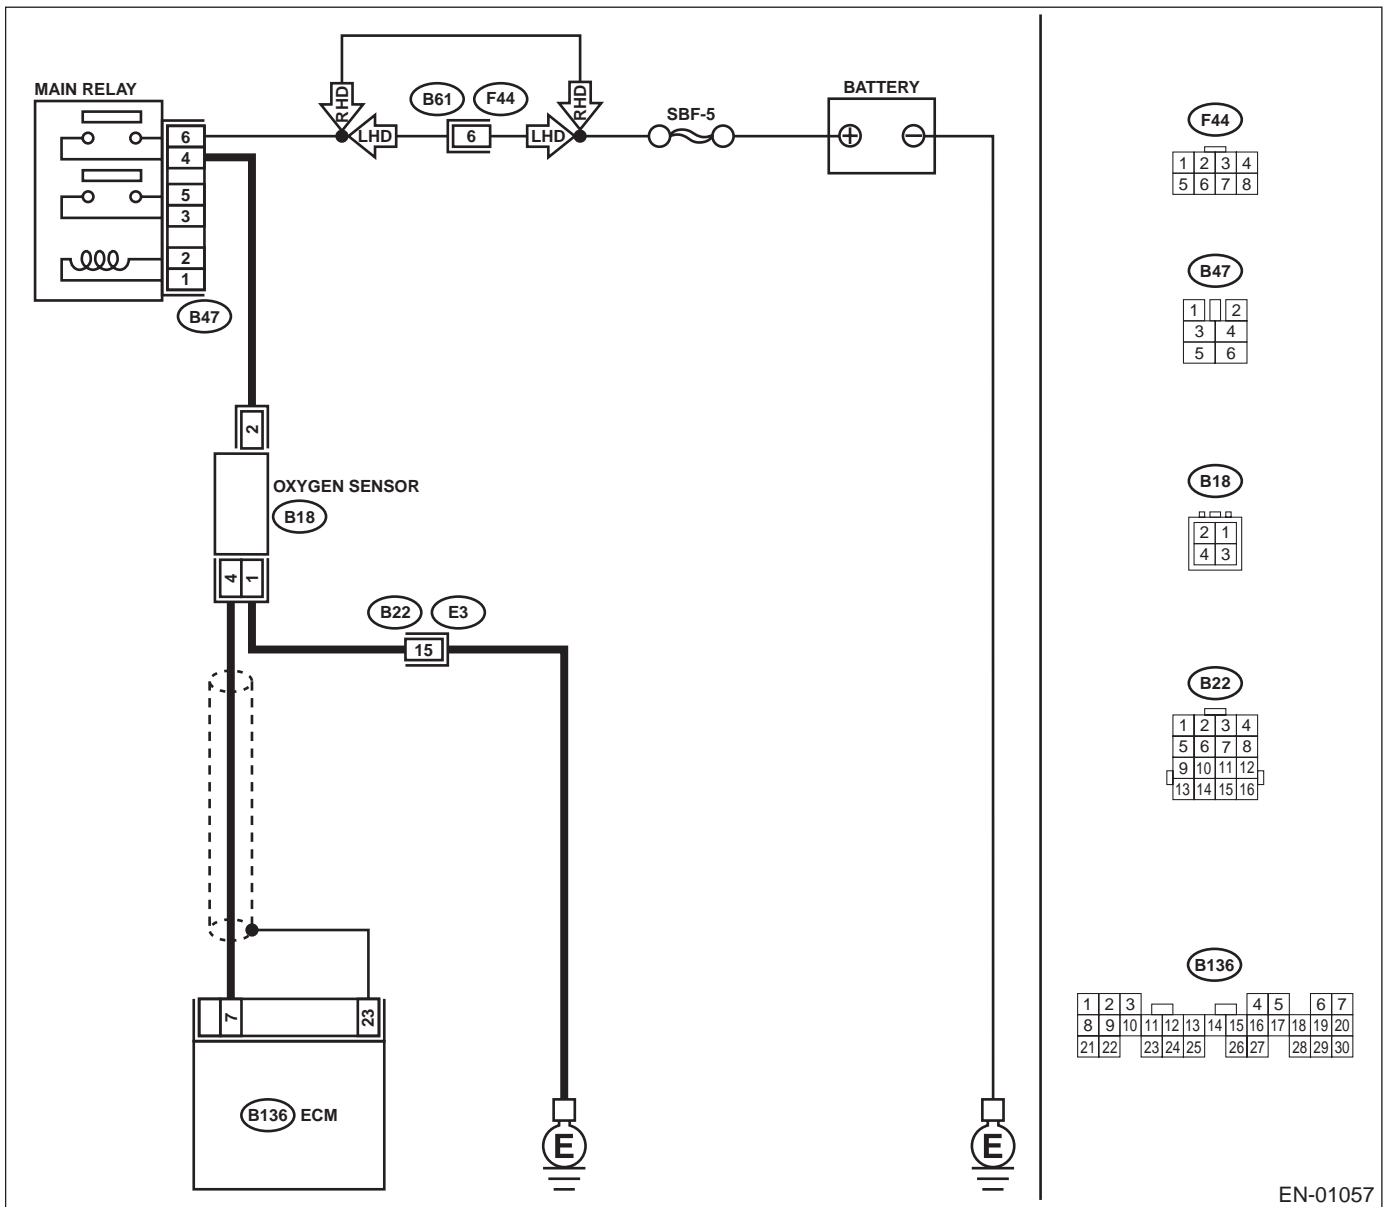 MAIN RELAY
6
4
5
3
2
1
B47
RHD
LHD
B61
F44
6
LHD
RHD
SBF-5
BATTERY
2
OXYGEN SENSOR
B18
4 1
B22
E3
15
7
23
B136 ECM
E
E
F44
1 2 3 4
5 6 7 8
B47
1 2
3 4
5 6
B18
2 1
4 3
B22
1 2 3 4
5 6 7 8
9 10 11 12
13 14 15 16
B136
1 2 3 4 5 6 7
8 9 10 11 12 13 14 15 16 17 18 19 20
21 22 23 24 25 26 27 28 29 30
EN-01057